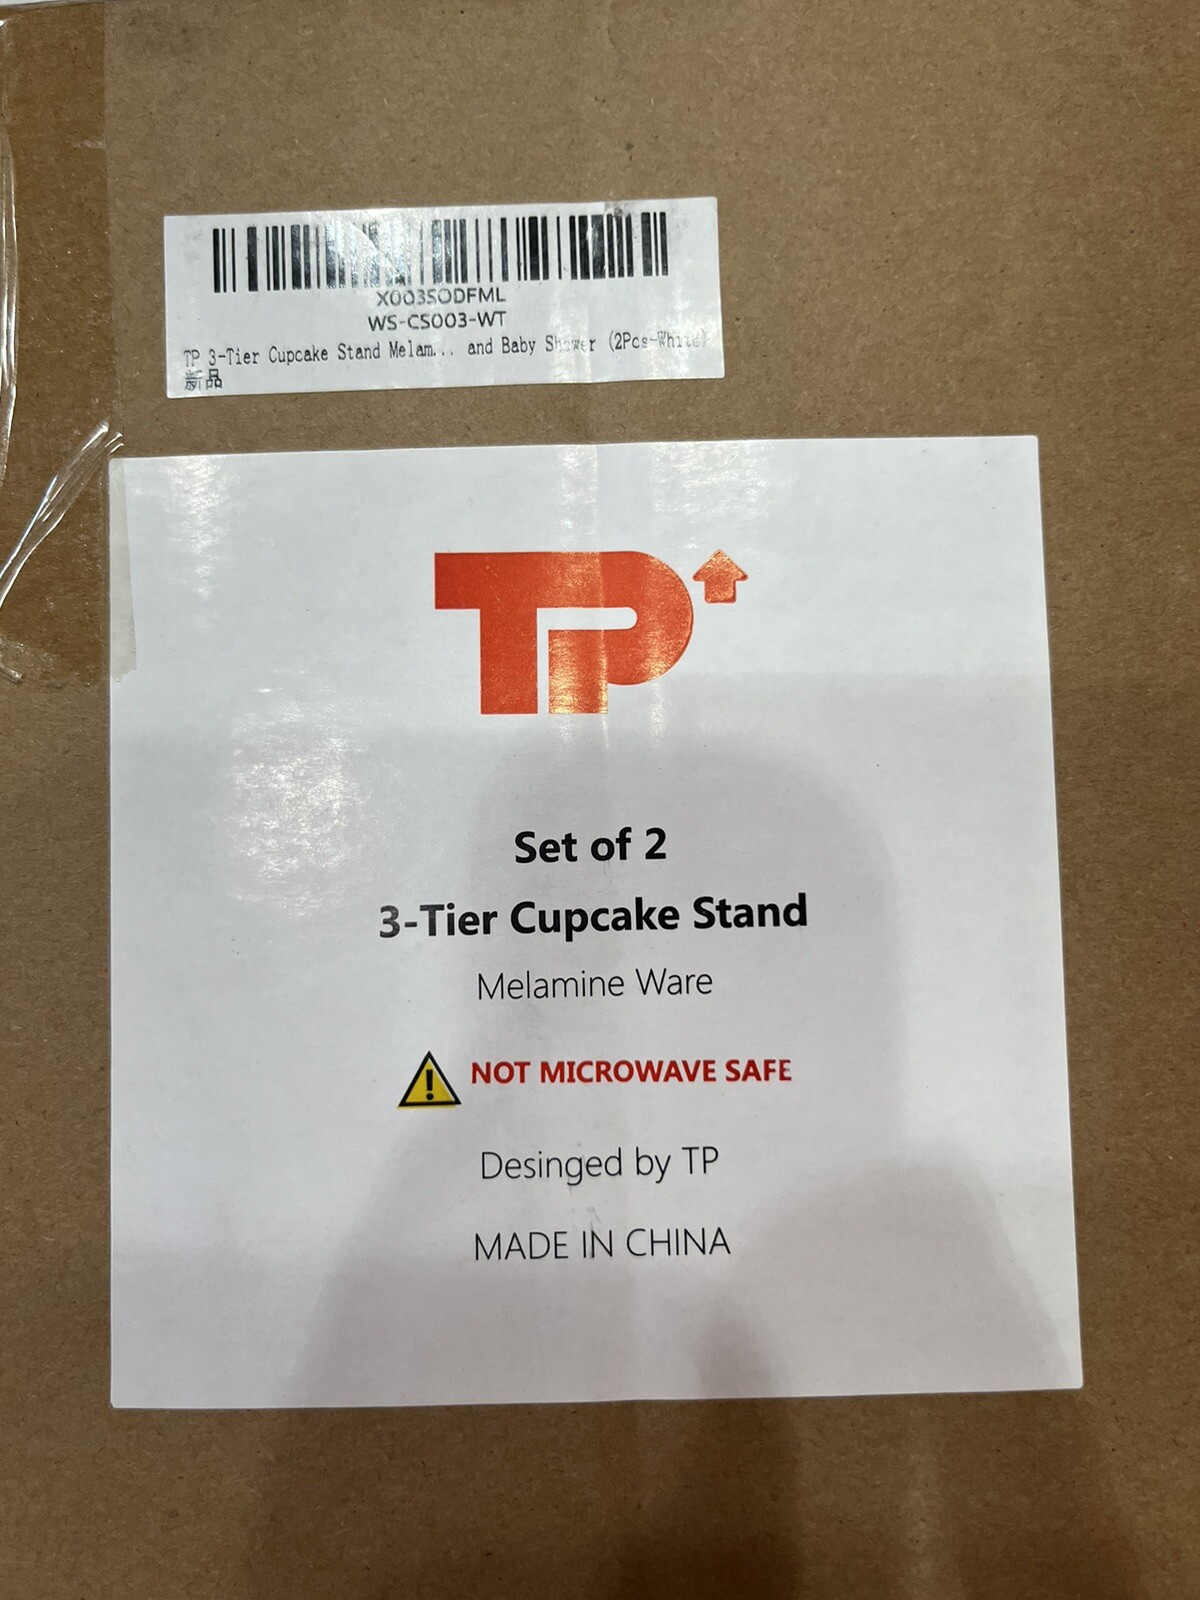 X003SODFML
WS-CS003-WT
TP 3-Tier Cupcake Stand Melam... and Baby Shower (2Pcs-White)
新品
TP
Set of 2
3-Tier Cupcake Stand
Melamine Ware
NOT MICROWAVE SAFE
Desinged by TP
MADE IN CHINA